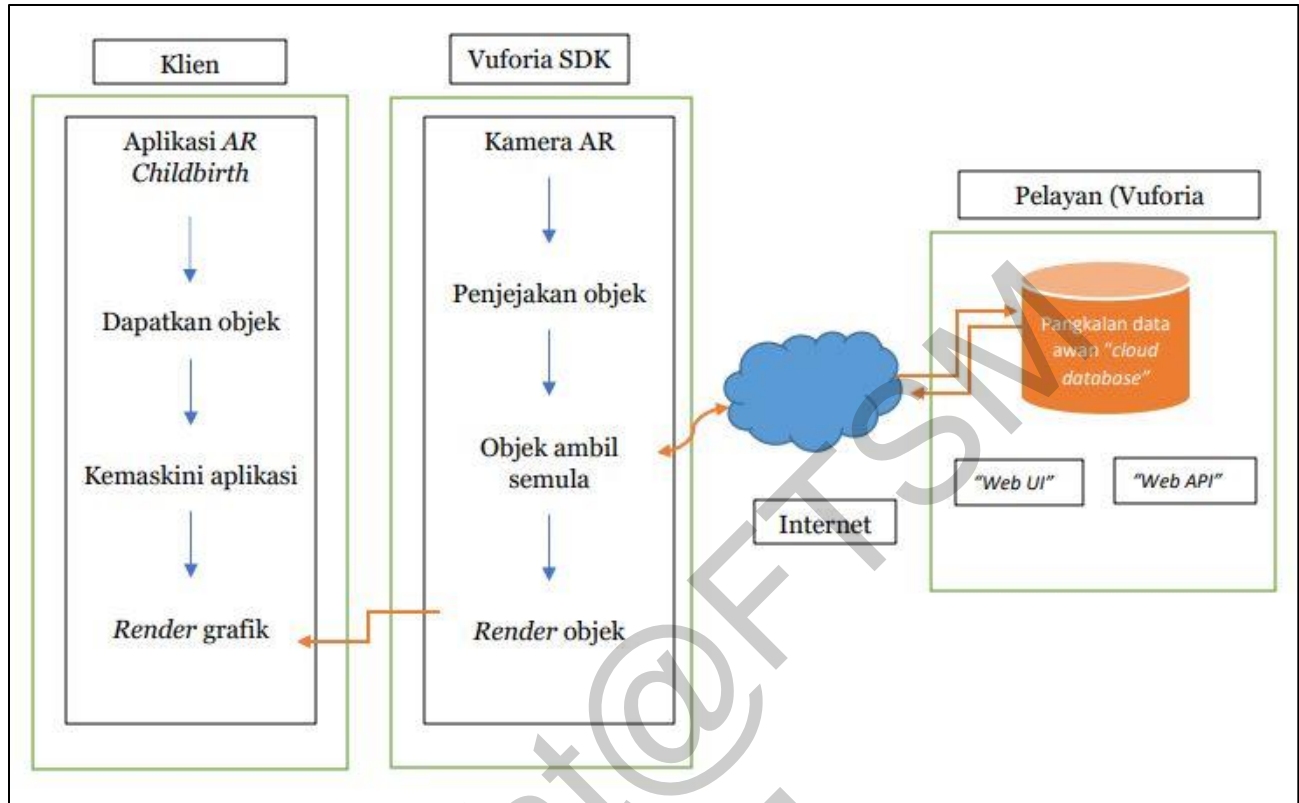 Klien
Aplikasi AR
Childbirth
Dapatkan objek
Kemaskini aplikasi
Render grafik
Vuforia SDK
Kamera AR
Penjejakan objek
Objek ambil
semula
Render objek
Internet
Pelayan (Vuforia
Pangkalan data
awan "cloud
database"
"Web UI"
"Web API"
t@FTSM